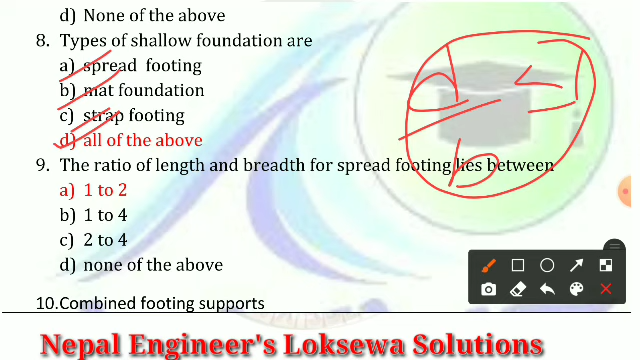 d) None of the above
8. Types of shallow foundation are
a) spread footing
b) mat foundation
c) strap footing
d) all of the above
9. The ratio of length and breadth for spread footing lies between
a) 1 to 2
b) 1 to 4
c) 2 to 4
d) none of the above
10.Combined footing supports
Nepal Engineer's Loksewa Solutions